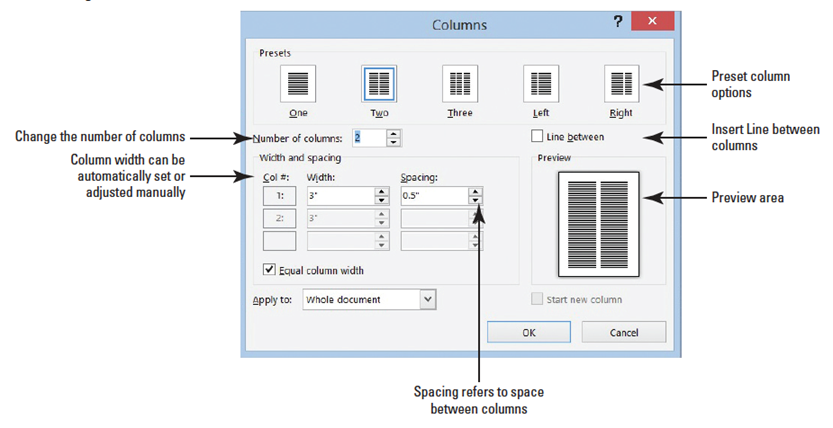 Columns
?
x
Presets
One
Two
Three
Left
Right
Preset column
options
Change the number of columns
Number of columns:
2
Line between
Insert Line between
columns
Column width can be
automatically set or
adjusted manually
Width and spacing
Preview
Col #:
Width:
Spacing:
1:
3"
0.5"
Preview area
2:
3"
Equal column width
Apply to:
Whole document
Start new column
OK
Cancel
Spacing refers to space
between columns